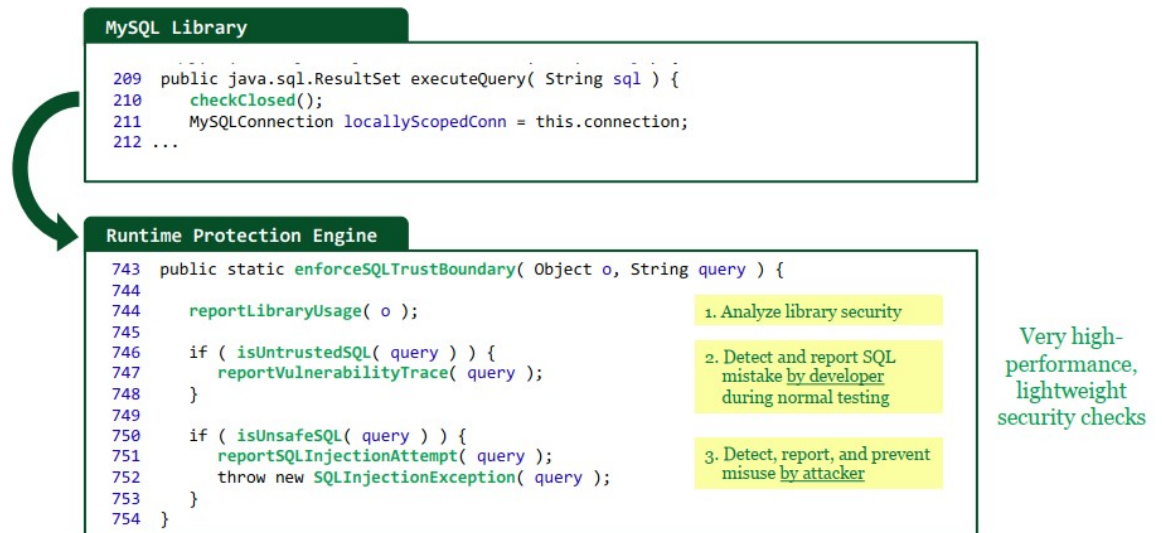 MySQL Library
209 public java.sql.ResultSet executeQuery( String sql ) {
210 checkClosed();
211 MySQLConnection locallyScopedConn = this.connection;
212 ...
Runtime Protection Engine
743 public static enforceSQLTrustBoundary( Object o, String query ) {
744
744 reportLibraryUsage( o );
745
746 if ( isUntrustedSQL( query ) ) {
747 reportVulnerabilityTrace( query );
748 }
749
750 if ( isUnsafeSQL( query ) ) {
751 reportSQLInjectionAttempt( query );
752 throw new SQLInjectionException( query );
753 }
754 }
1. Analyze library security
2. Detect and report SQL
mistake by developer
during normal testing
3. Detect, report, and prevent
misuse by attacker
Very high-
performance,
lightweight
security checks